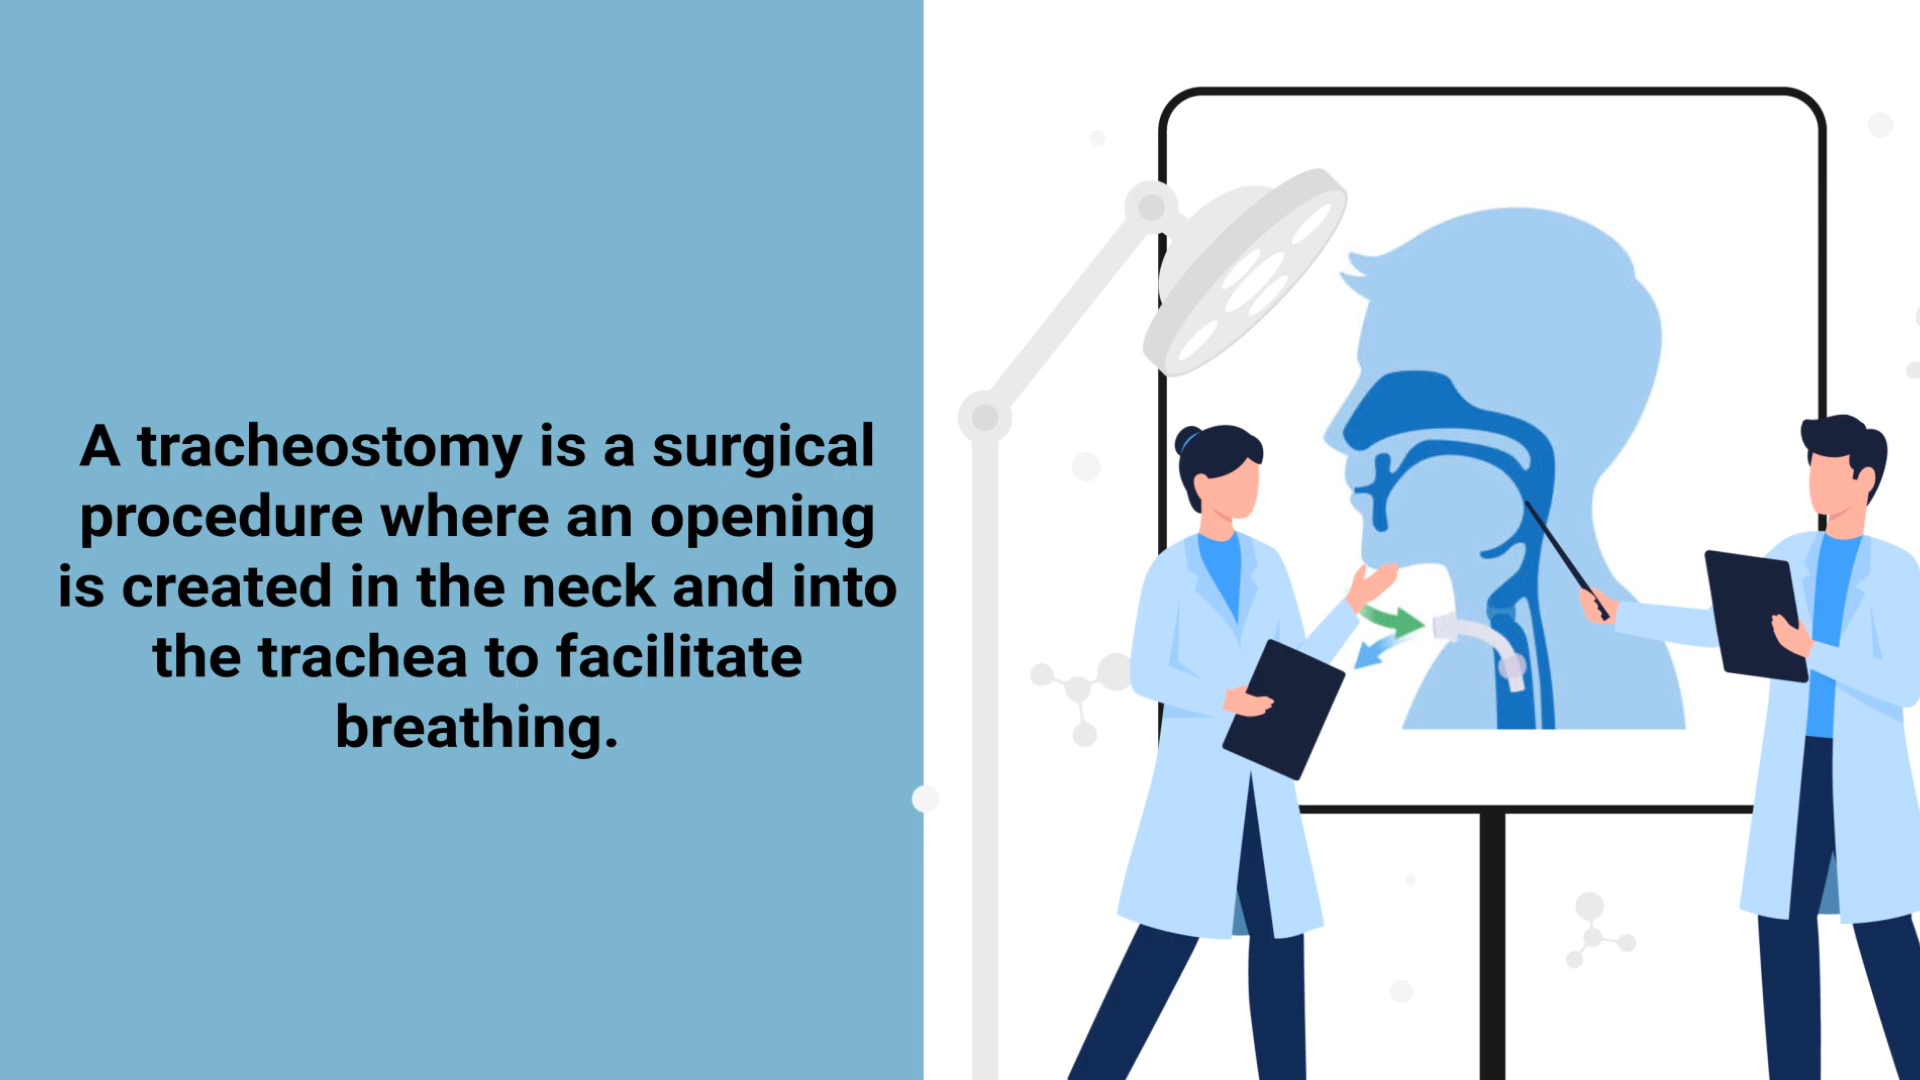 A tracheostomy is a surgical
procedure where an opening
is created in the neck and into
the trachea to facilitate
breathing.